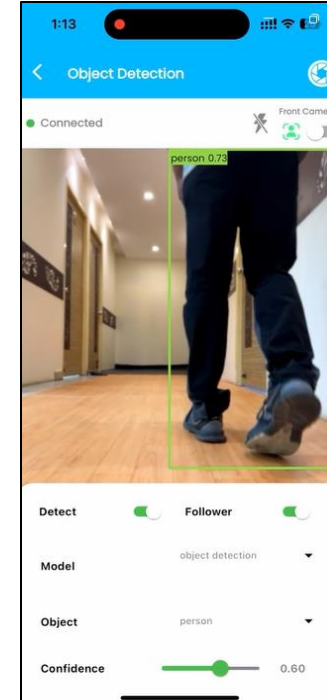 1:13
Object Detection
Connected
Front Came
person 0.73
Detect
Follower
Model
object detection
Object
person
Confidence
0.60